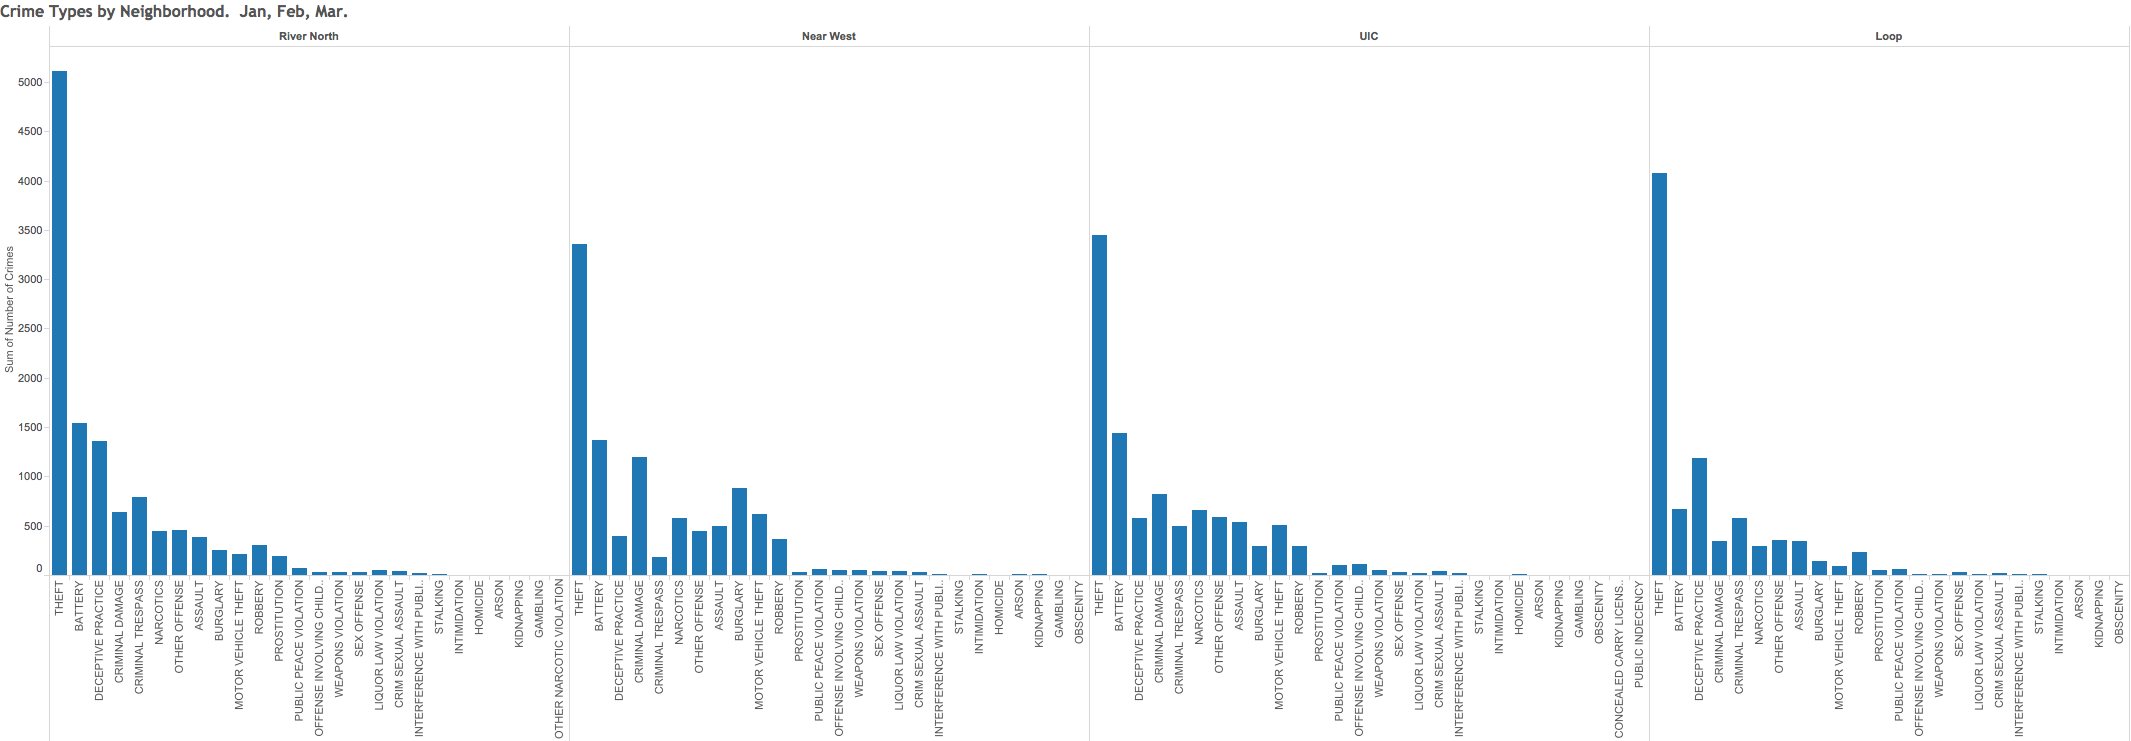 Crime Types by Neighborhood.  Jan, Feb, Mar.
River North
Near West
UIC
Loop
Sum of Number of Crimes
5000
4500
4000
3500
3000
2500
2000
1500
1000
500
0
THEFT
BATTERY
DECEPTIVE PRACTICE
CRIMINAL DAMAGE
CRIMINAL TRESPASS
NARCOTICS
OTHER OFFENSE
ASSAULT
BURGLARY
MOTOR VEHICLE THEFT
ROBBERY
PROSTITUTION
PUBLIC PEACE VIOLATION
OFFENSE INVOLVING CHILD..
WEAPONS VIOLATION
SEX OFFENSE
LIQUOR LAW VIOLATION
CRIM SEXUAL ASSAULT
INTERFERENCE WITH PUBLI..
STALKING
INTIMIDATION
HOMICIDE
ARSON
KIDNAPPING
GAMBLING
OTHER NARCOTIC VIOLATION
THEFT
BATTERY
DECEPTIVE PRACTICE
CRIMINAL DAMAGE
CRIMINAL TRESPASS
NARCOTICS
OTHER OFFENSE
ASSAULT
BURGLARY
MOTOR VEHICLE THEFT
ROBBERY
PROSTITUTION
PUBLIC PEACE VIOLATION
OFFENSE INVOLVING CHILD..
WEAPONS VIOLATION
SEX OFFENSE
LIQUOR LAW VIOLATION
CRIM SEXUAL ASSAULT
INTERFERENCE WITH PUBLI..
STALKING
INTIMIDATION
HOMICIDE
ARSON
KIDNAPPING
GAMBLING
OBSCENITY
THEFT
BATTERY
DECEPTIVE PRACTICE
CRIMINAL DAMAGE
CRIMINAL TRESPASS
NARCOTICS
OTHER OFFENSE
ASSAULT
BURGLARY
MOTOR VEHICLE THEFT
ROBBERY
PROSTITUTION
PUBLIC PEACE VIOLATION
OFFENSE INVOLVING CHILD..
WEAPONS VIOLATION
SEX OFFENSE
LIQUOR LAW VIOLATION
CRIM SEXUAL ASSAULT
INTERFERENCE WITH PUBLI..
STALKING
INTIMIDATION
HOMICIDE
ARSON
KIDNAPPING
GAMBLING
OBSCENITY
CONCEALED CARRY LICENS..
PUBLIC INDECENCY
THEFT
BATTERY
DECEPTIVE PRACTICE
CRIMINAL DAMAGE
CRIMINAL TRESPASS
NARCOTICS
OTHER OFFENSE
ASSAULT
BURGLARY
MOTOR VEHICLE THEFT
ROBBERY
PROSTITUTION
PUBLIC PEACE VIOLATION
OFFENSE INVOLVING CHILD..
WEAPONS VIOLATION
SEX OFFENSE
LIQUOR LAW VIOLATION
CRIM SEXUAL ASSAULT
INTERFERENCE WITH PUBLI..
STALKING
INTIMIDATION
ARSON
KIDNAPPING
OBSCENITY